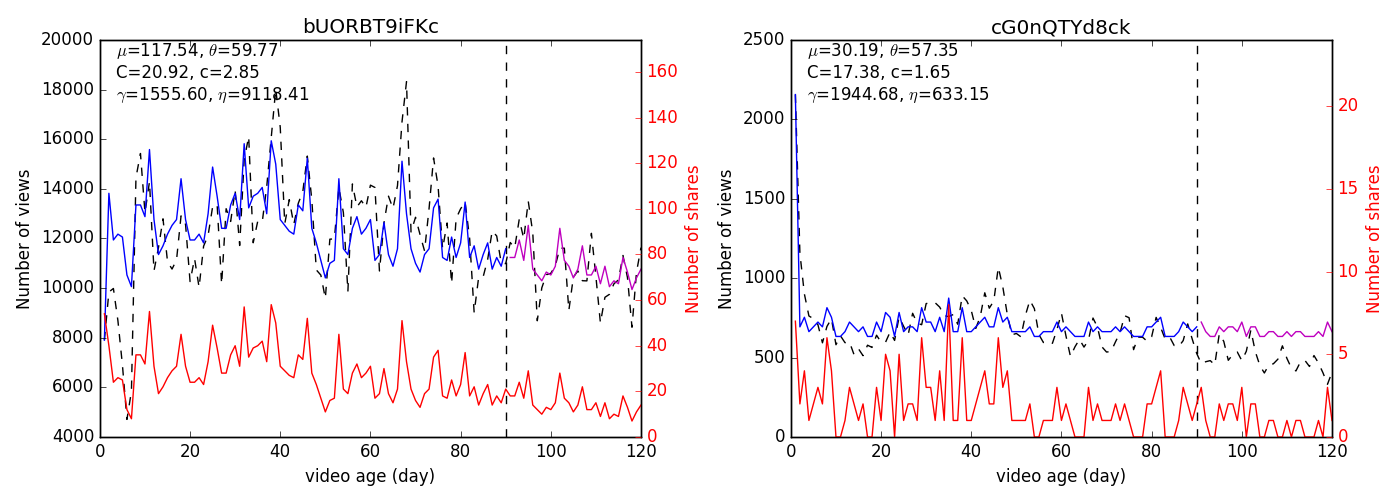 bUORBT9iFKc
μ=117.54, θ=59.77
C=20.92, c=2.85
γ=1555.60, η=9118.41
Number of views
20000
18000
16000
14000
12000
10000
8000
6000
4000
160
140
120
100
80
60
40
20
0
Number of shares
0 20 40 60 80 100 120
video age (day)
cG0nQTYd8ck
μ=30.19, θ=57.35
C=17.38, c=1.65
γ=1944.68, η=633.15
Number of views
2500
2000
1500
1000
500
0
20
15
10
5
0
Number of shares
0 20 40 60 80 100 120
video age (day)